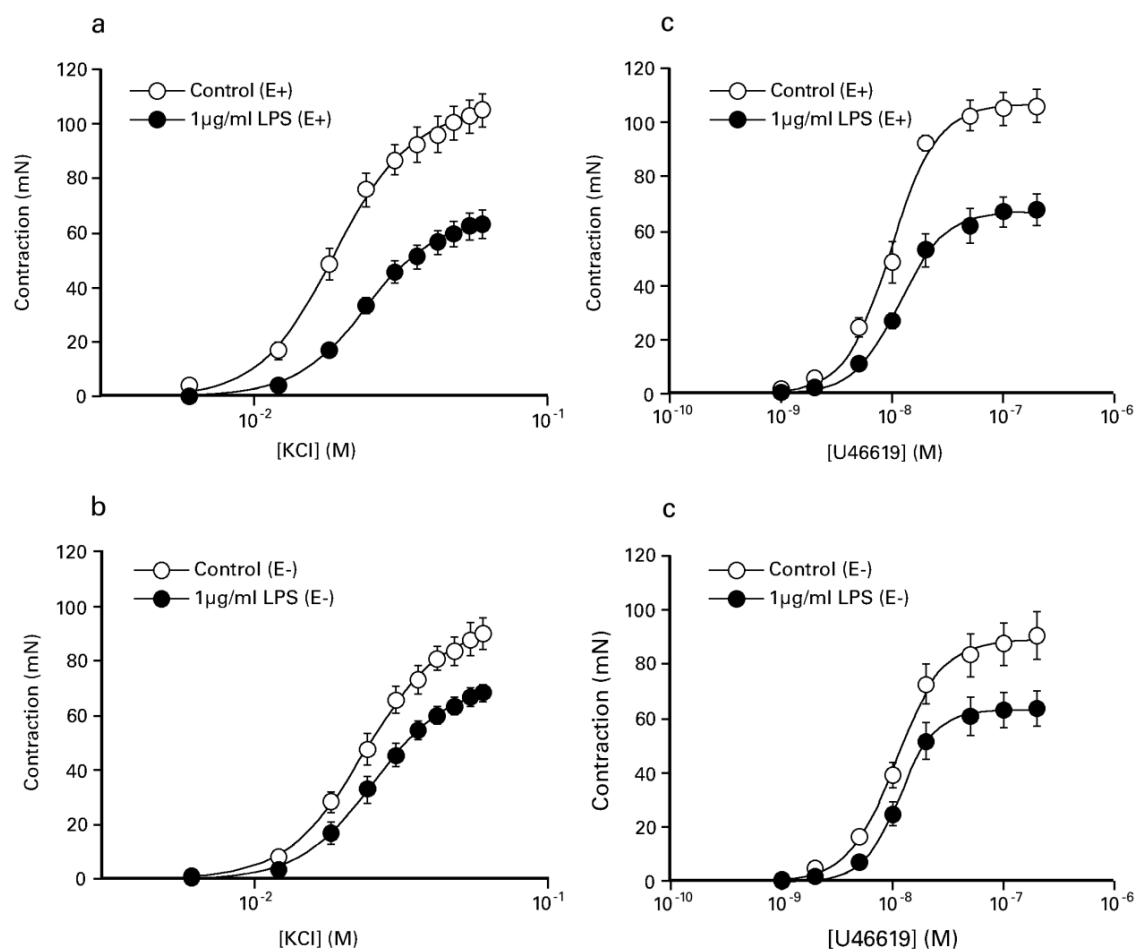 a
120
100
80
60
40
20
0
Contraction (mN)
Control (E+)
1µg/ml LPS (E+)
10⁻²
10⁻¹
[KCl] (M)
c
120
100
80
60
40
20
0
Contraction (mN)
Control (E+)
1µg/ml LPS (E+)
10⁻¹⁰
10⁻⁹
10⁻⁸
10⁻⁷
10⁻⁶
[U46619] (M)
b
120
100
80
60
40
20
0
Contraction (mN)
Control (E-)
1µg/ml LPS (E-)
10⁻²
10⁻¹
[KCl] (M)
c
120
100
80
60
40
20
0
Contraction (mN)
Control (E-)
1µg/ml LPS (E-)
10⁻¹⁰
10⁻⁹
10⁻⁸
10⁻⁷
10⁻⁶
[U46619] (M)